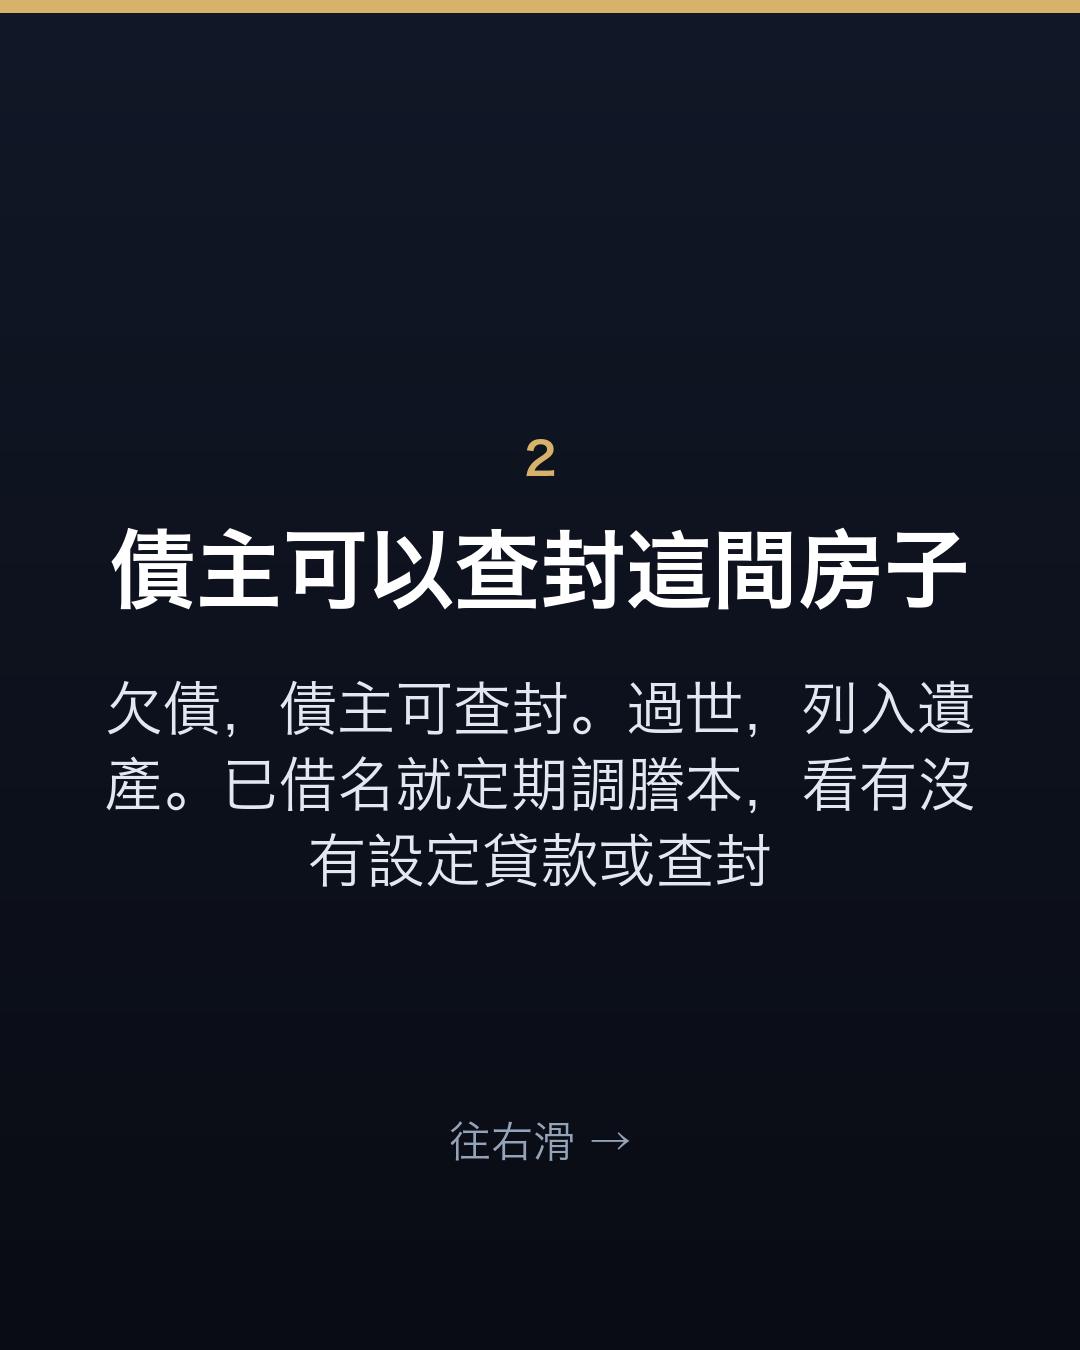 2
債主可以查封這間房子
欠債，債主可查封。過世，列入遺
產。已借名就定期調謄本，看有沒
有設定貸款或查封
往右滑 →